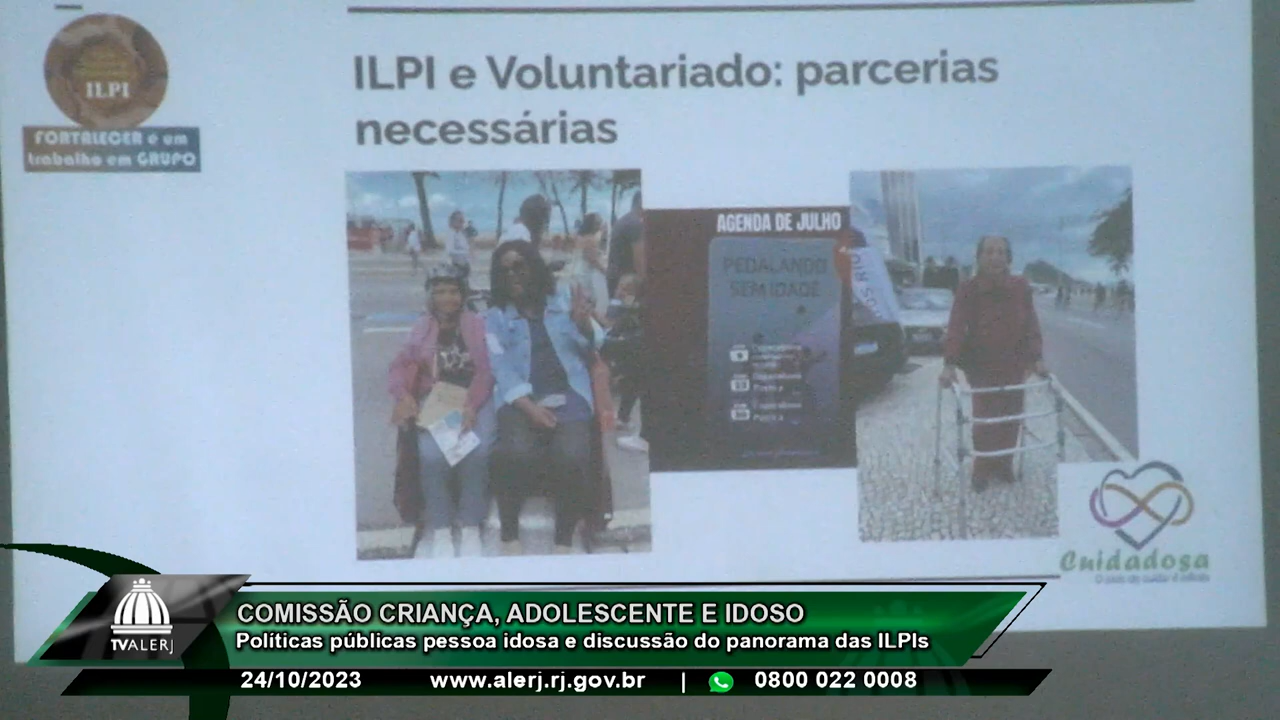 ILPI
FORTALECER é um
trabalho em GRUPO
ILPI e Voluntariado: parcerias
necessárias
AGENDA DE JULHO
PEDALANDO
SEM IDADE
Cuidadosa
COMISSÃO CRIANÇA, ADOLESCENTE E IDOSO
Políticas públicas pessoa idosa e discussão do panorama das ILPIs
TVALERJ
24/10/2023 www.alerj.rj.gov.br | 0800 022 0008